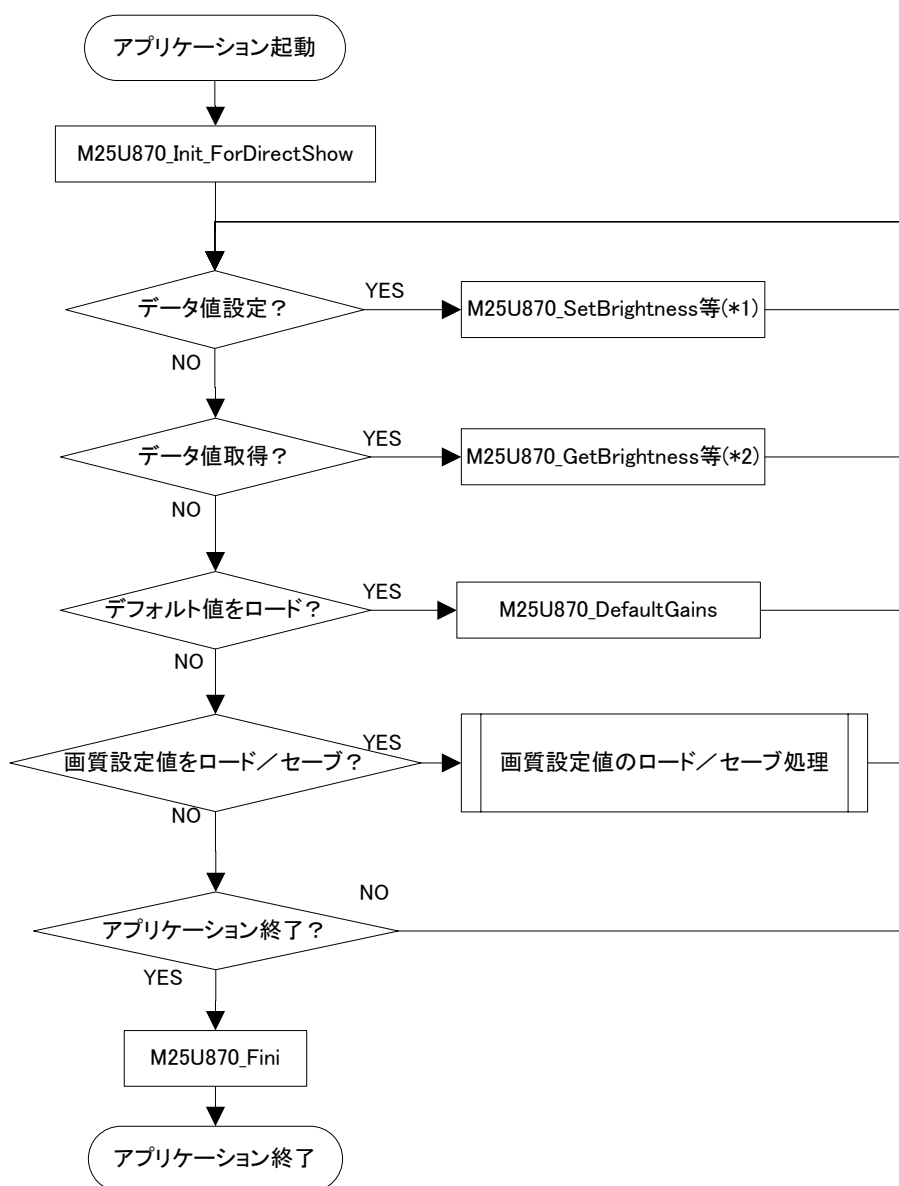 アプリケーション起動
M25U870_Init_ForDirectShow
データ値設定？
YES
M25U870_SetBrightness等(*1)
NO
データ値取得？
YES
M25U870_GetBrightness等(*2)
NO
デフォルト値をロード？
YES
M25U870_DefaultGains
NO
画質設定値をロード／セーブ？
YES
画質設定値のロード／セーブ処理
NO
アプリケーション終了？
NO
YES
M25U870_Fini
アプリケーション終了